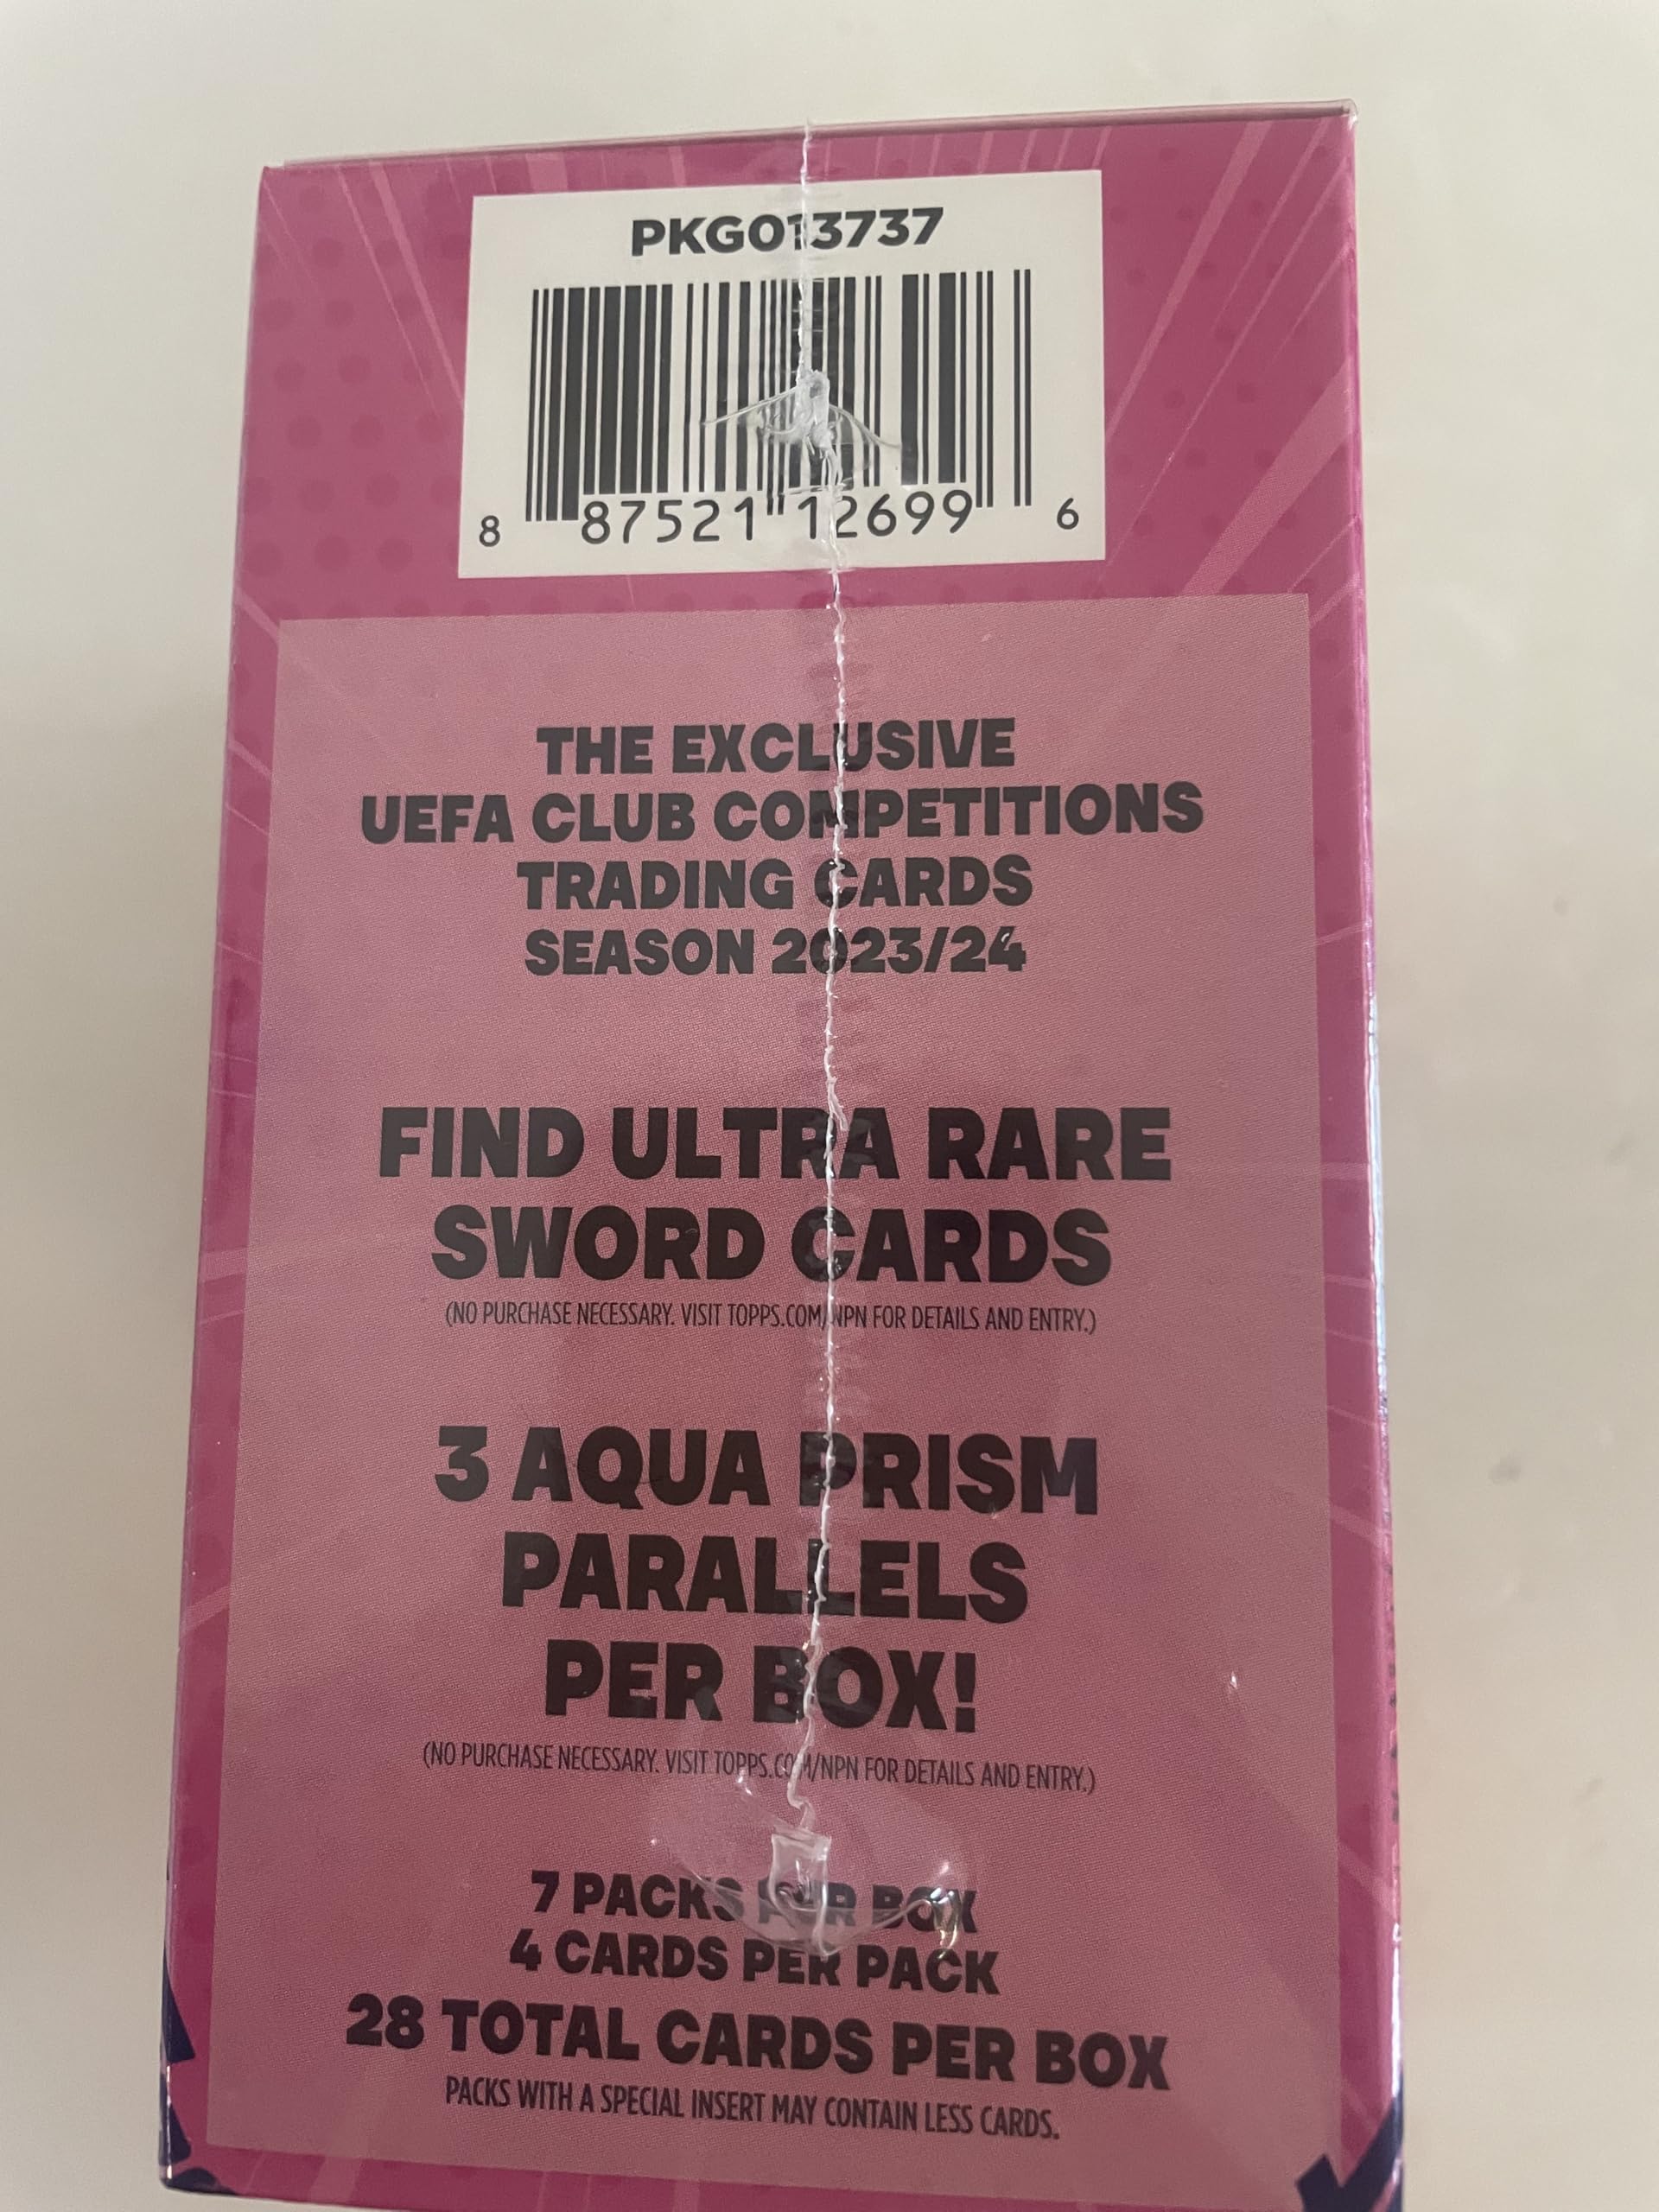 PKG013737
8 87521 12699 6
THE EXCLUSIVE
UEFA CLUB COMPETITIONS
TRADING CARDS
SEASON 2023/24
FIND ULTRA RARE
SWORD CARDS
(NO PURCHASE NECESSARY. VISIT TOPPS.COM/NPN FOR DETAILS AND ENTRY.)
3 AQUA PRISM
PARALLELS
PER BOX!
(NO PURCHASE NECESSARY. VISIT TOPPS.COM/NPN FOR DETAILS AND ENTRY.)
7 PACKS PER BOX
4 CARDS PER PACK
28 TOTAL CARDS PER BOX
PACKS WITH A SPECIAL INSERT MAY CONTAIN LESS CARDS.